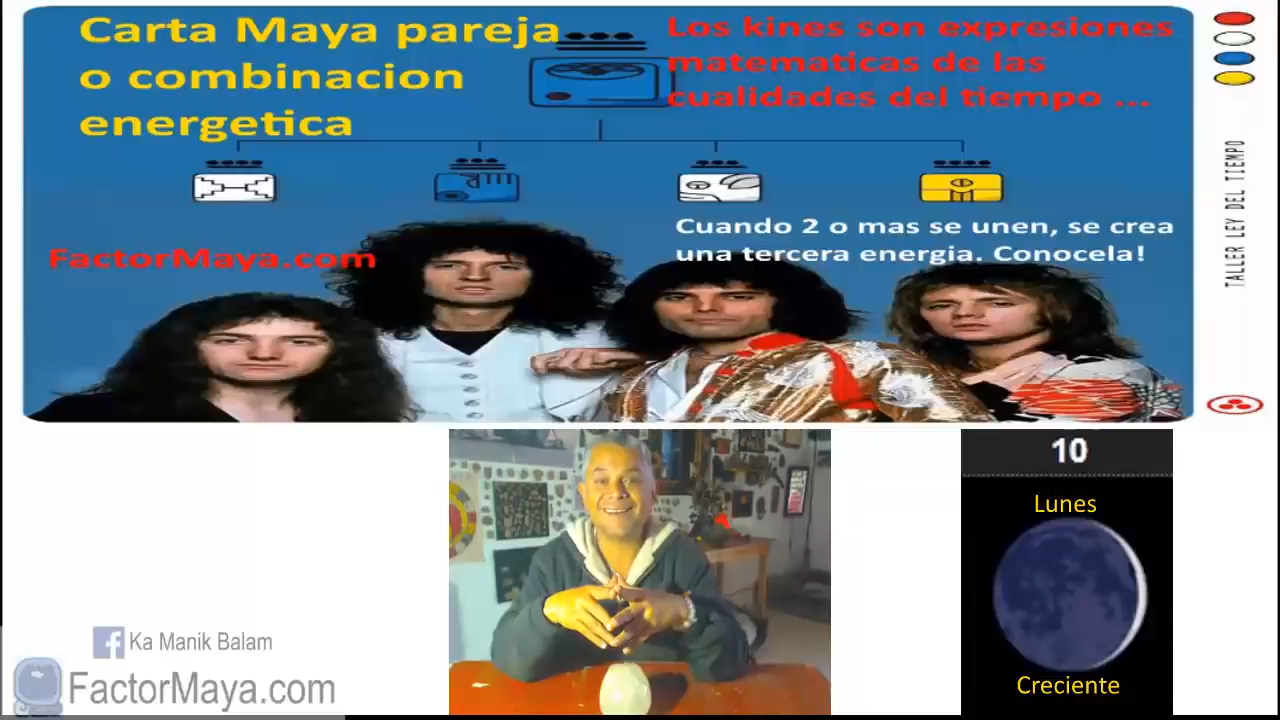 Carta Maya pareja
o combinacion
energetica
Los kines son expresiones
matematicas de las
cualidades del tiempo ...
Cuando 2 o mas se unen, se crea
una tercera energia. Conocela!
FactorMaya.com
TALLER LEY DEL TIEMPO
10
Lunes
Creciente
Ka Manik Balam
FactorMaya.com